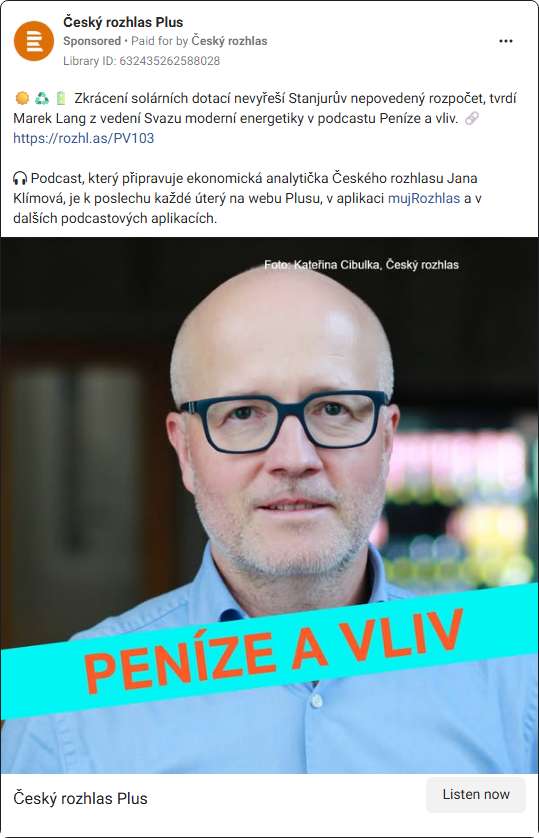 Český rozhlas Plus
Sponsored • Paid for by Český rozhlas
Library ID: 632435262588028
Zkrácení solárních dotací nevyřeší Stanjurův nepovedený rozpočet, tvrdí
Marek Lang z vedení Svazu moderní energetiky v podcastu Peníze a vliv. 🔗
https://rozhl.as/PV103
🎧 Podcast, který připravuje ekonomická analytička Českého rozhlasu Jana
Klímová, je k poslechu každé úterý na webu Plusu, v aplikaci mujRozhlas a v
dalších podcastových aplikacích.
Foto: Kateřina Cibulka, Český rozhlas
PENÍZE A VLIV
Český rozhlas Plus
Listen now